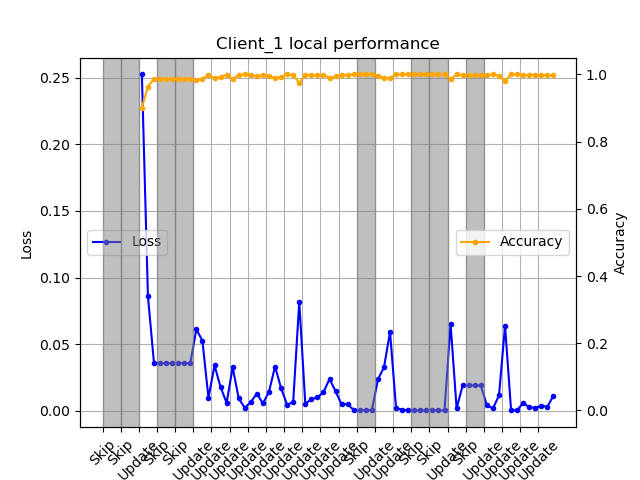 Client_1 local performance
0.25
0.20
0.15
0.10
0.05
0.00
Loss
1.0
0.8
0.6
0.4
0.2
0.0
Accuracy
Loss
Accuracy
Skip
Skip
Update
Skip
Skip
Update
Update
Update
Update
Update
Update
Update
Update
Update
Skip
Update
Update
Skip
Skip
Update
Skip
Update
Update
Update
Update